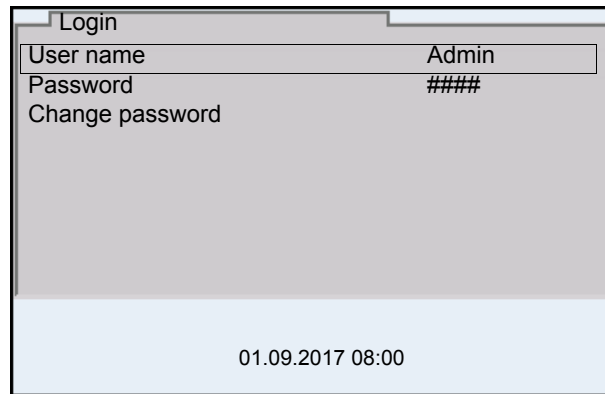 Login
User name Admin
Password ####
Change password
01.09.2017 08:00